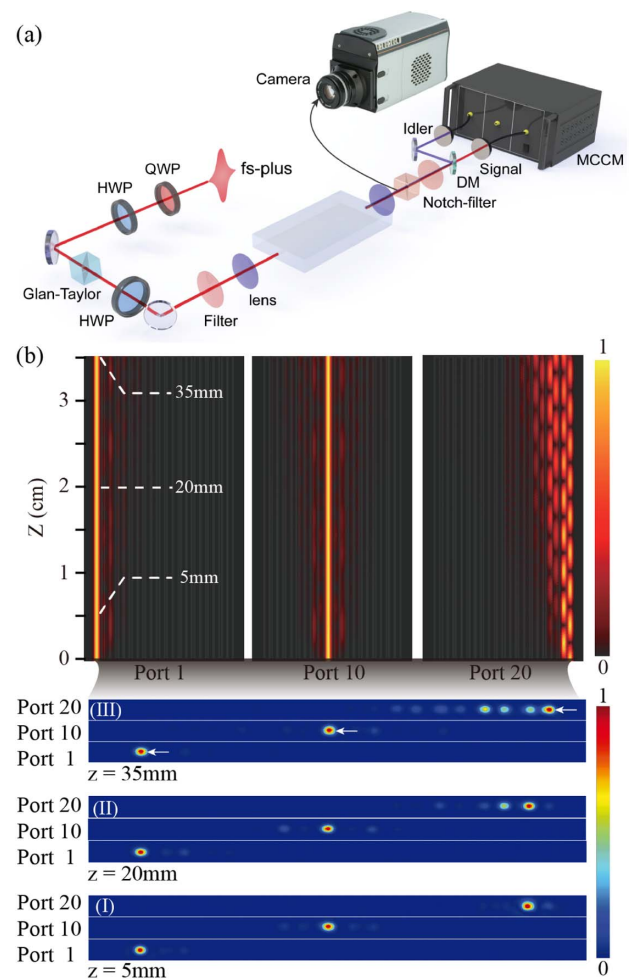 (a)
Camera
Idler
Signal
MCCM
DM
Notch-filter
QWP
fs-plus
HWP
Glan-Taylor
HWP
Filter
lens
(b)
1
3
35mm
Z (cm)
2
20mm
1
5mm
0
0
Port 1
Port 10
Port 20
Port 20
(III)
1
Port 10
Port 1
z = 35mm
Port 20
(II)
Port 10
Port 1
z = 20mm
Port 20
(I)
Port 10
Port 1
z = 5mm
0